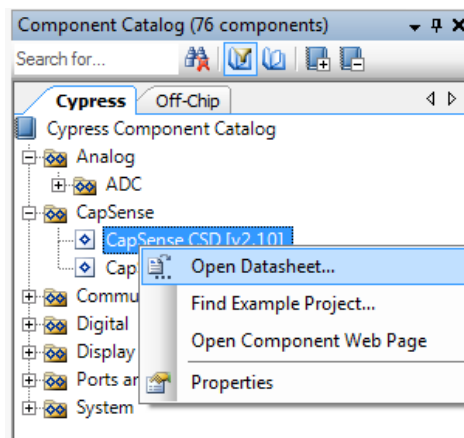 Component Catalog (76 components)
Search for...
Cypress
Off-Chip
Cypress Component Catalog
Analog
ADC
CapSense
CapSense CSD [v2.10]
Cap
Open Datasheet...
Find Example Project...
Commu
Open Component Web Page
Digital
Display
Ports ar
Properties
System